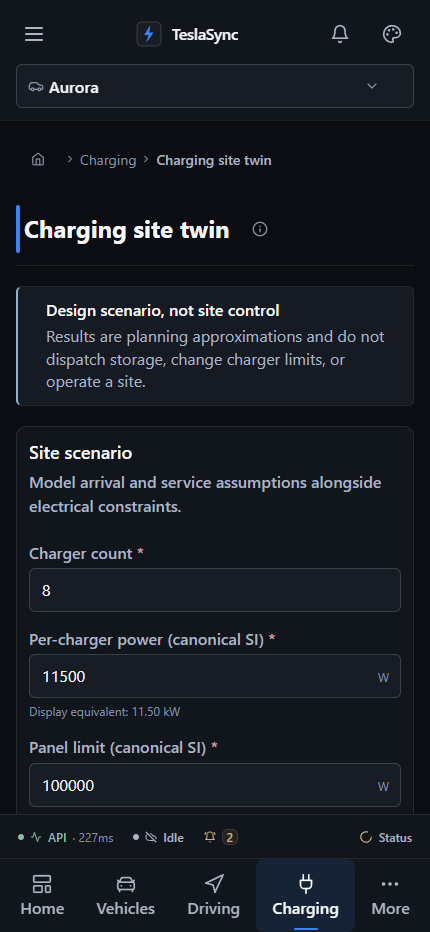 TeslaSync
Aurora
Charging
Charging site twin
Charging site twin
Design scenario, not site control
Results are planning approximations and do not
dispatch storage, change charger limits, or
operate a site.
Site scenario
Model arrival and service assumptions alongside
electrical constraints.
Charger count *
8
Per-charger power (canonical SI) *
11500 W
Display equivalent: 11.50 kW
Panel limit (canonical SI) *
100000 W
API · 227ms Idle 2 Status
Home Vehicles Driving Charging More